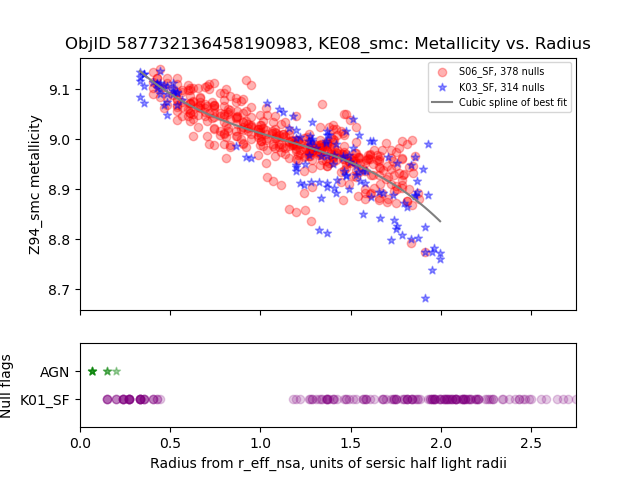 ObjID 587732136458190983, KE08_smc: Metallicity vs. Radius
S06_SF, 378 nulls
K03_SF, 314 nulls
Cubic spline of best fit
Z94_smc metallicity
9.1
9.0
8.9
8.8
8.7
Null flags
AGN
K01_SF
0.0 0.5 1.0 1.5 2.0 2.5
Radius from r_eff_nsa, units of sersic half light radii